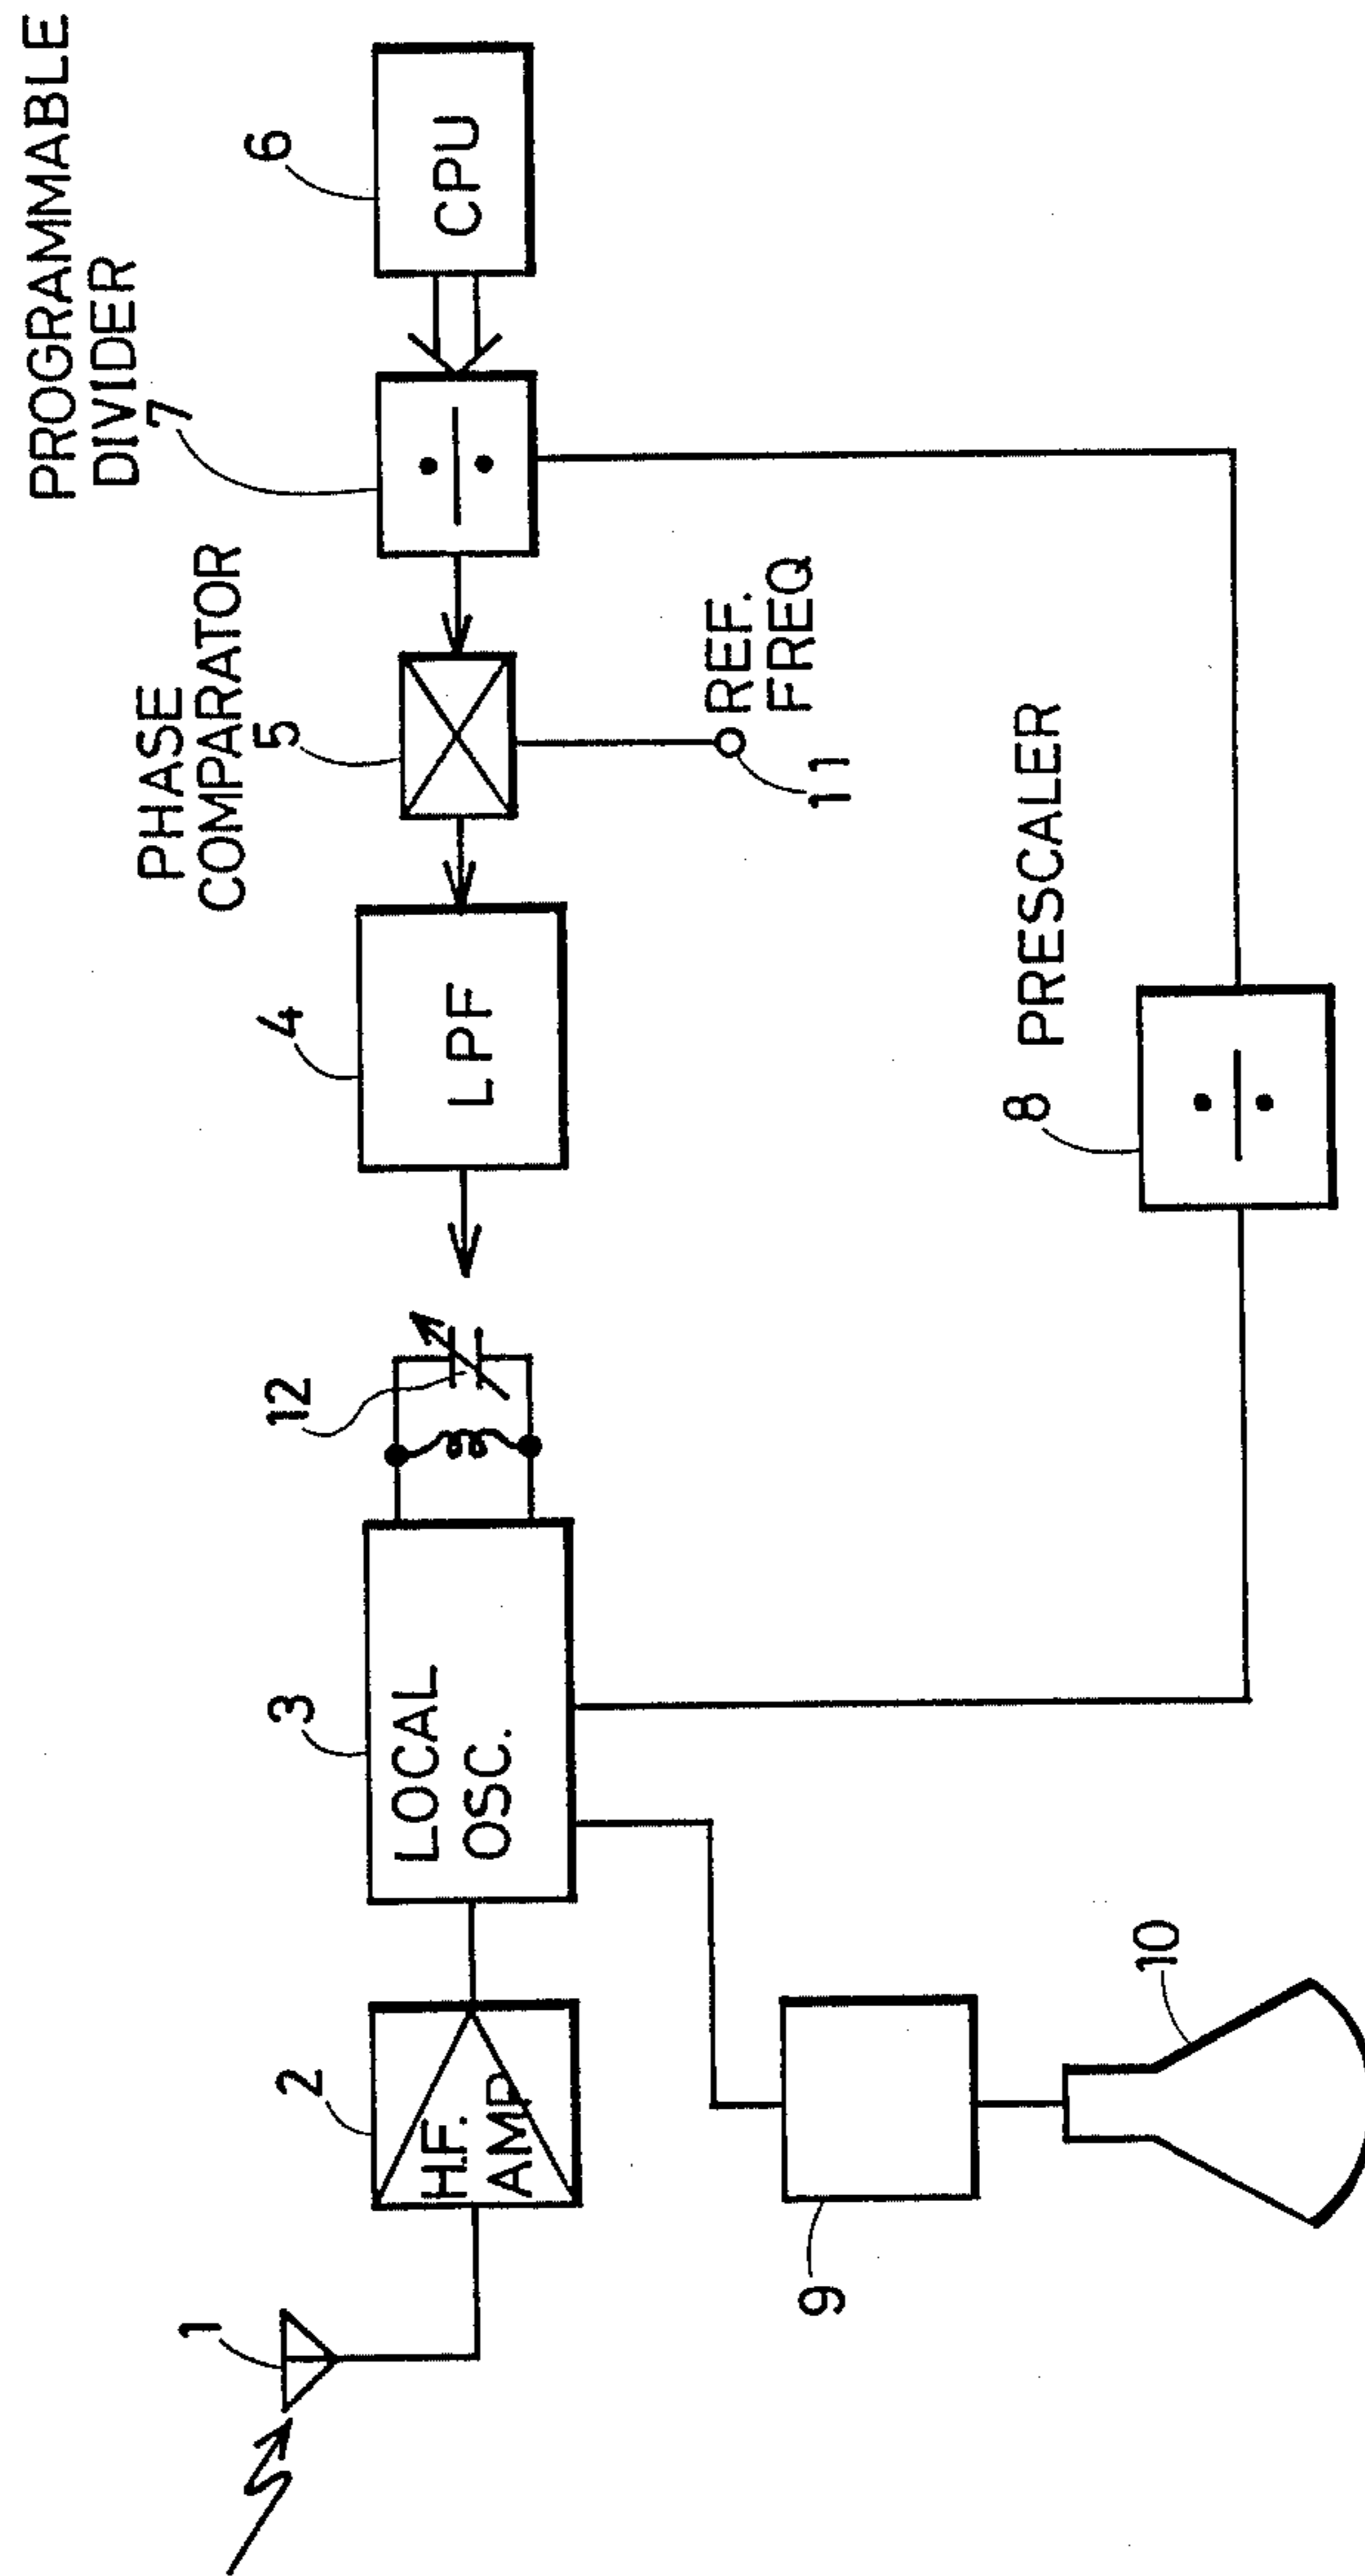 PROGRAMMABLE
DIVIDER
7
6
CPU
PHASE
COMPARATOR
5
REF.
FREQ
11
4
LPF
12
3
LOCAL
OSC.
2
H.F.
AMP
1
8
PRESCALER
9
10